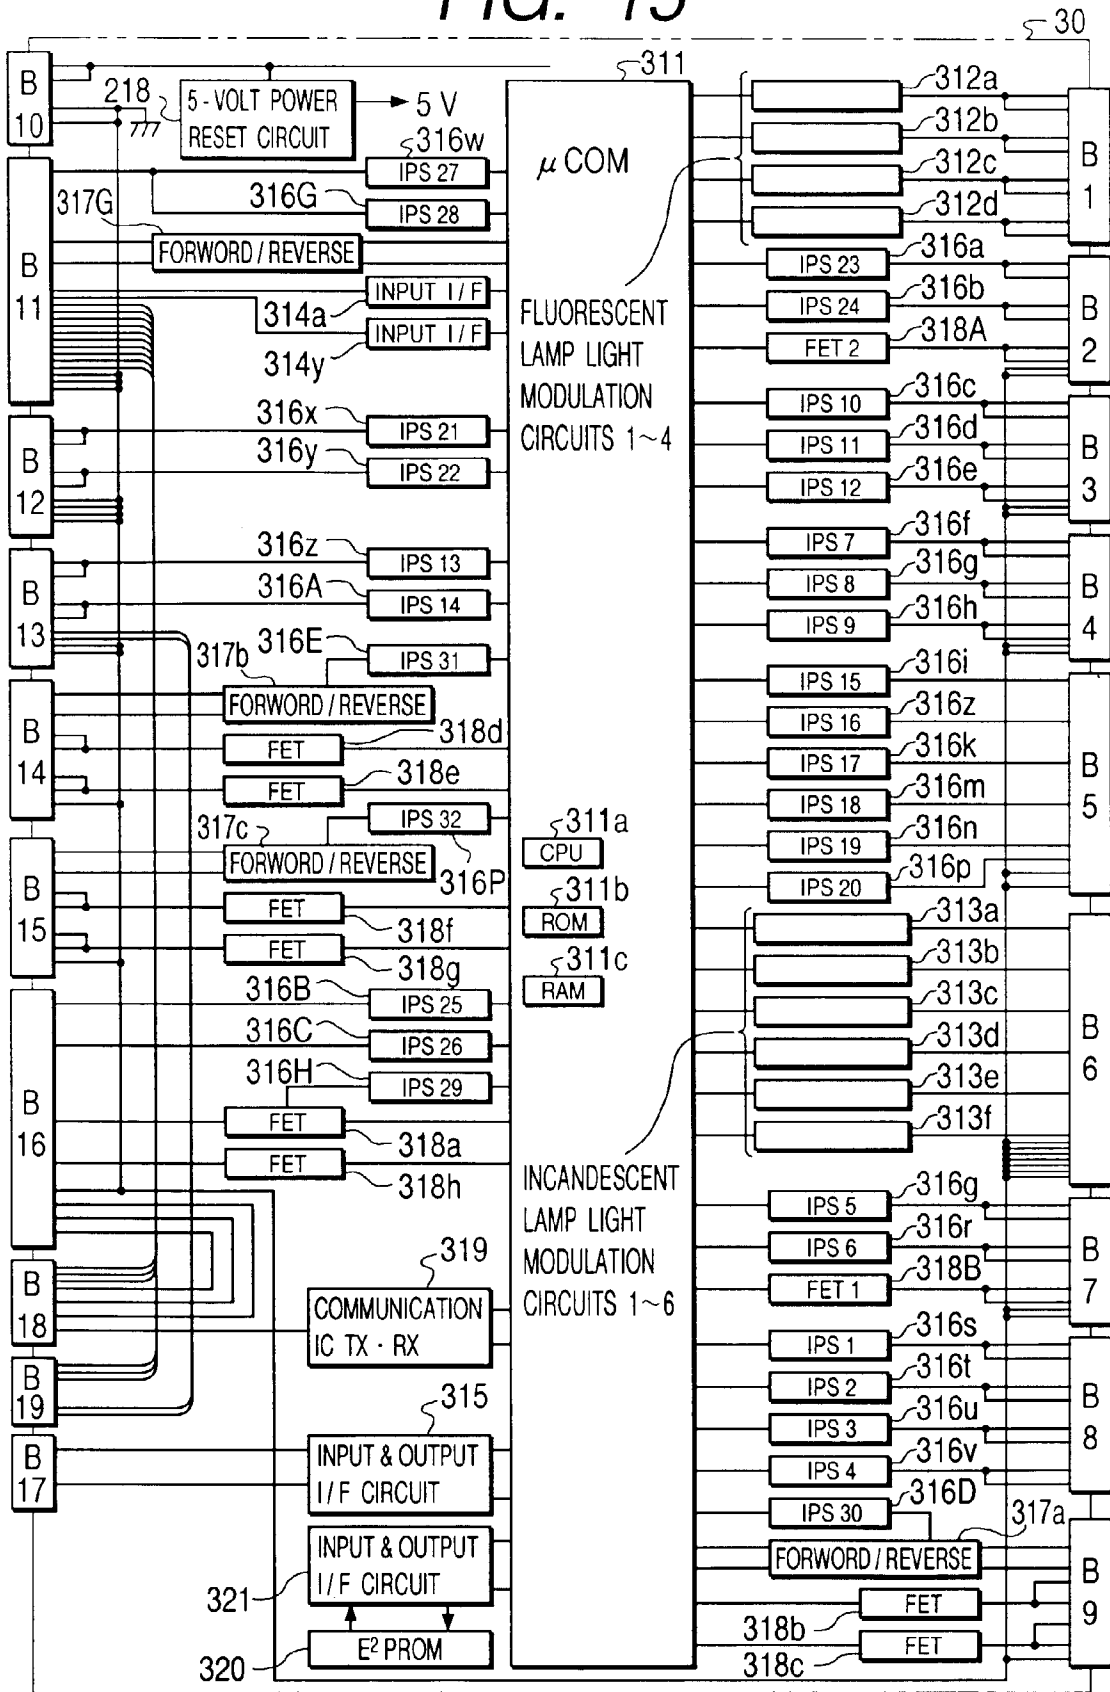 FIG. 15
30
B
10
218
5-VOLT POWER
RESET CIRCUIT
5 V
311
μ COM
312a
312b
312c
312d
B
1
316w
IPS 27
316G
IPS 28
317G
FORWORD / REVERSE
B
11
INPUT I / F
314a
INPUT I / F
314y
FLUORESCENT
LAMP LIGHT
MODULATION
CIRCUITS 1~4
IPS 23
316a
IPS 24
316b
FET 2
318A
B
2
316x
IPS 21
316y
IPS 22
B
12
IPS 10
316c
IPS 11
316d
IPS 12
316e
B
3
316z
IPS 13
316A
IPS 14
B
13
IPS 7
316f
IPS 8
316g
IPS 9
316h
B
4
316E
IPS 31
317b
FORWORD / REVERSE
FET
318d
FET
318e
B
14
IPS 15
316i
IPS 16
316z
IPS 17
316k
IPS 18
316m
IPS 19
316n
IPS 20
316p
B
5
317c
IPS 32
316P
FORWORD / REVERSE
FET
318f
FET
318g
B
15
311a
CPU
311b
ROM
311c
RAM
313a
313b
313c
313d
313e
313f
B
6
316B
IPS 25
316C
IPS 26
316H
IPS 29
FET
318a
FET
318h
B
16
INCANDESCENT
LAMP LIGHT
MODULATION
CIRCUITS 1~6
IPS 5
316g
IPS 6
316r
FET 1
318B
B
7
B
18
319
COMMUNICATION
IC TX · RX
B
19
IPS 1
316s
IPS 2
316t
IPS 3
316u
IPS 4
316v
B
8
B
17
315
INPUT & OUTPUT
I / F CIRCUIT
INPUT & OUTPUT
I / F CIRCUIT
321
E² PROM
320
IPS 30
316D
317a
FORWORD / REVERSE
FET
318b
FET
318c
B
9